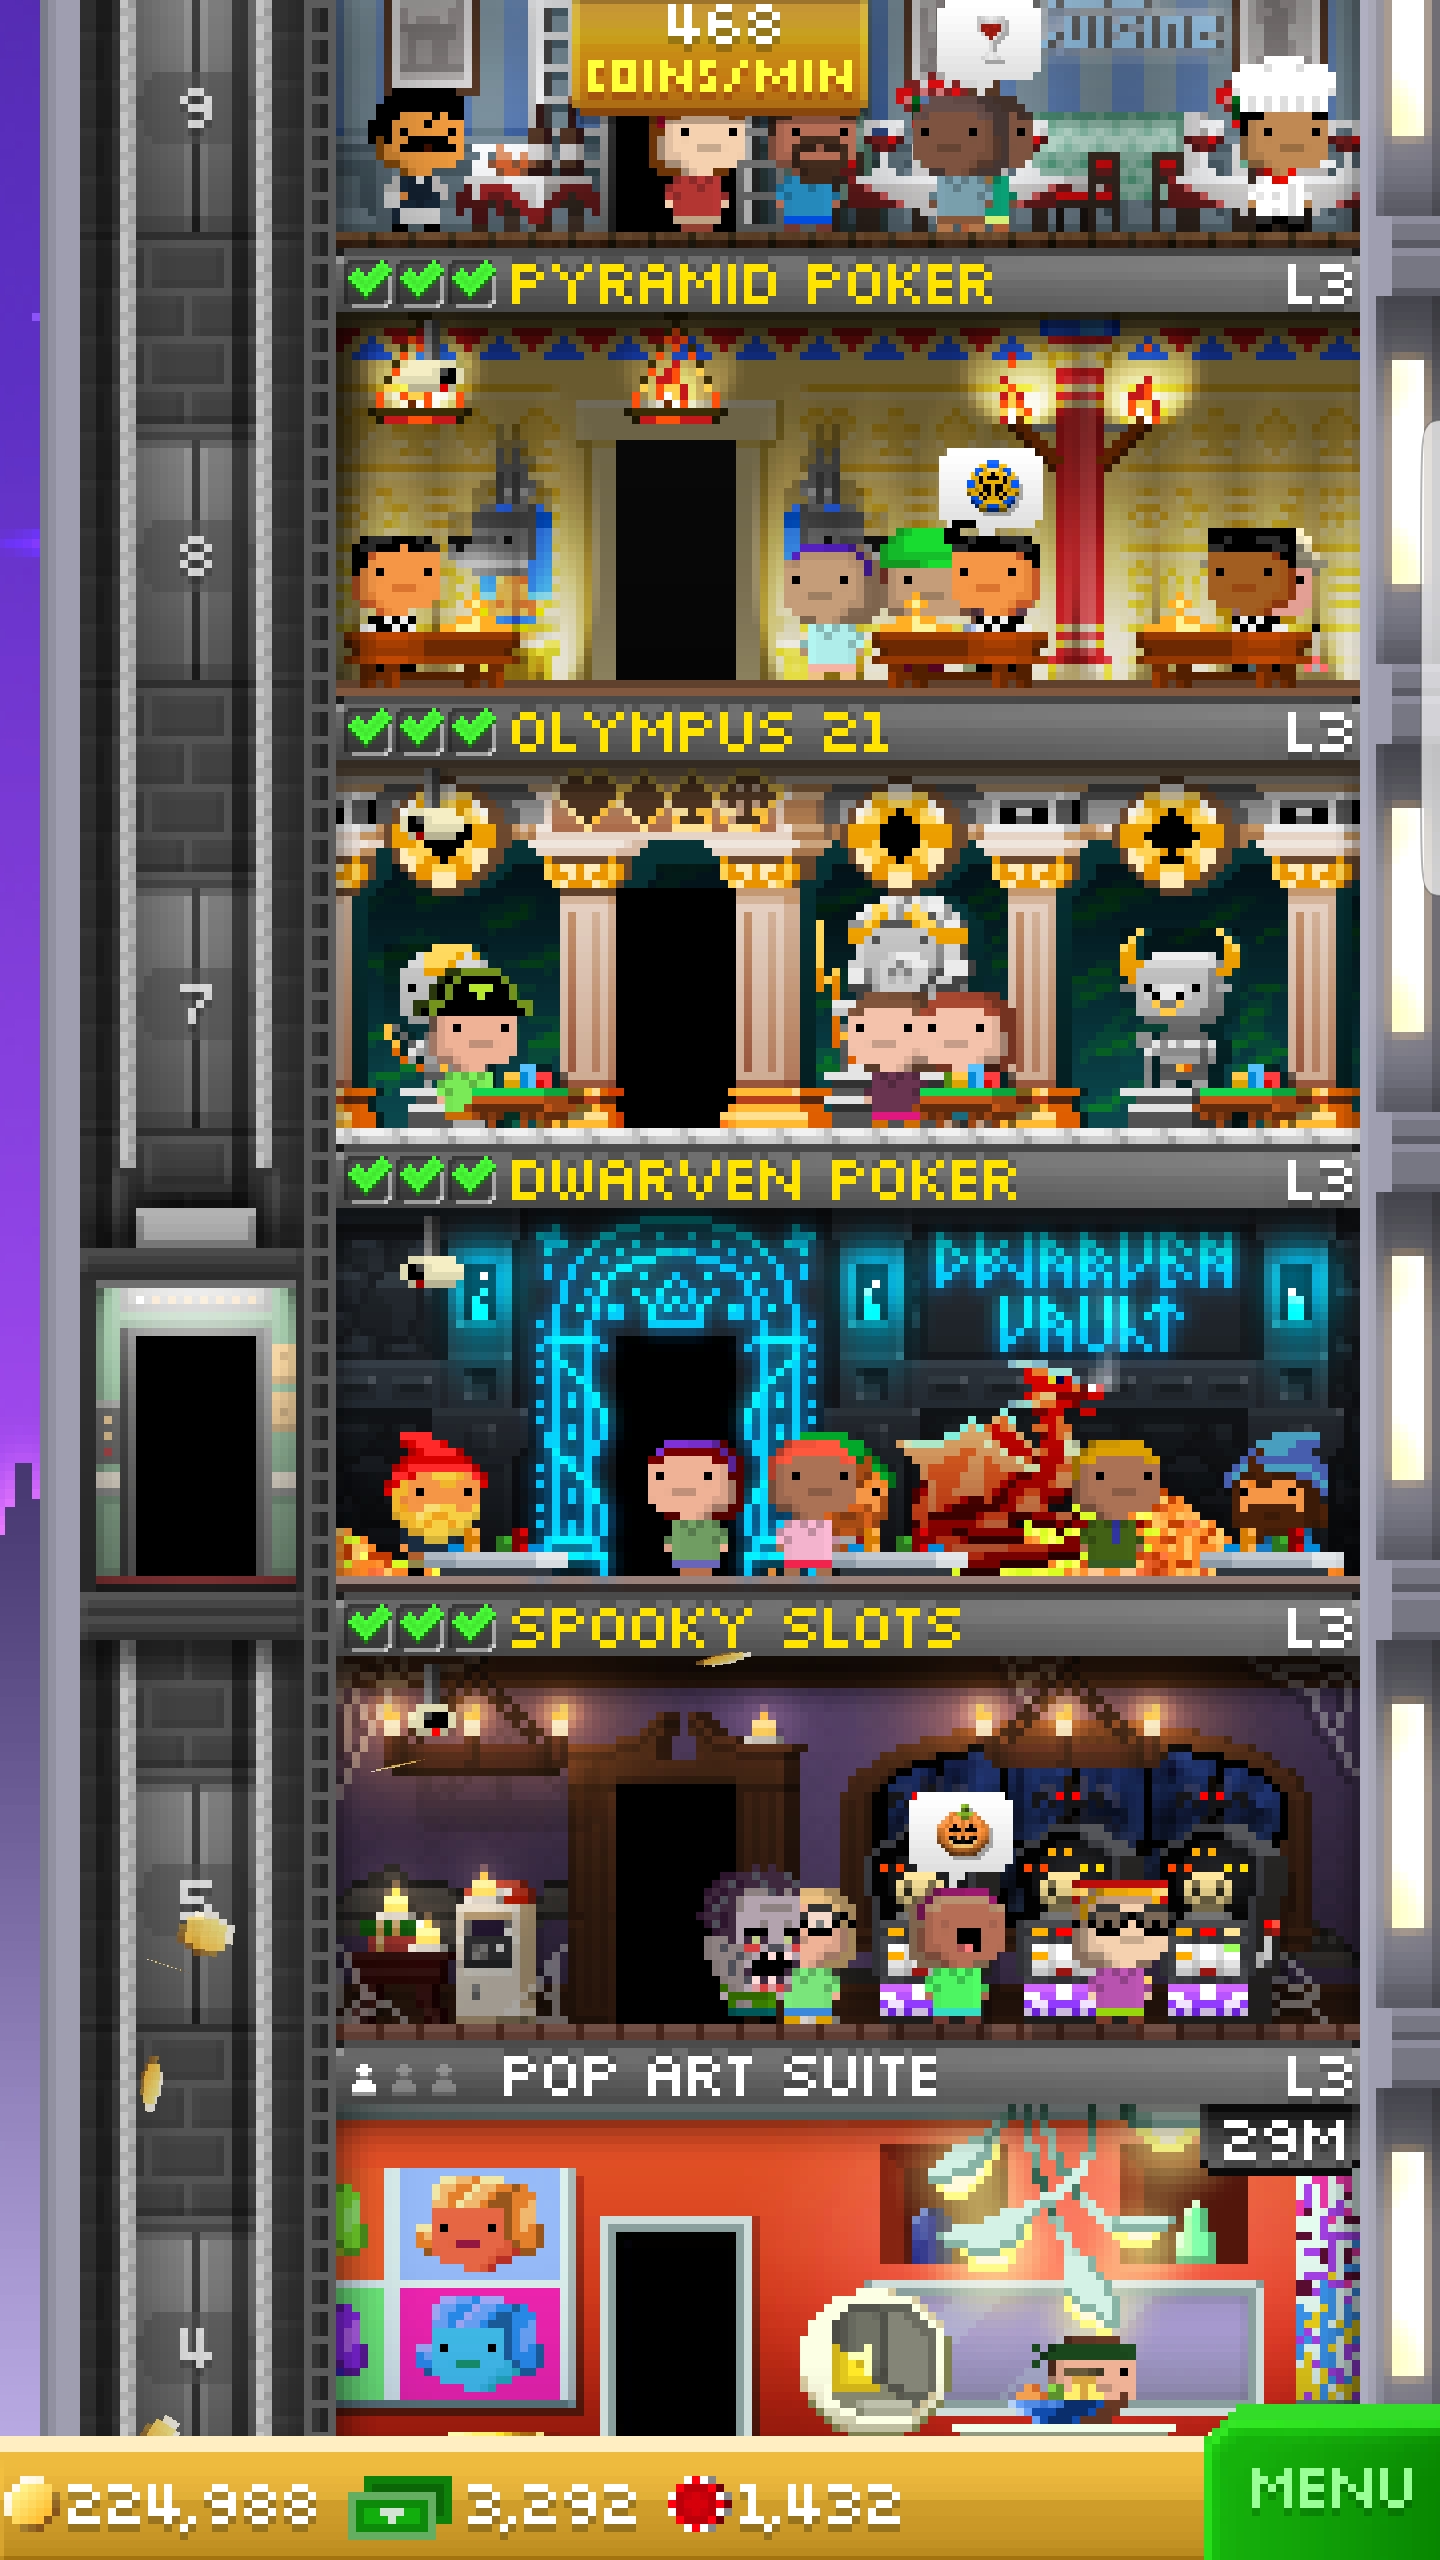 468
COINS/MIN
CUISINE
9
PYRAMID POKER L3
8
OLYMPUS 21 L3
7
DWARVEN POKER L3
DWARVEN
VAULT
SPOOKY SLOTS L3
5
POP ART SUITE L3
29M
4
224,988 3,292 1,432
MENU